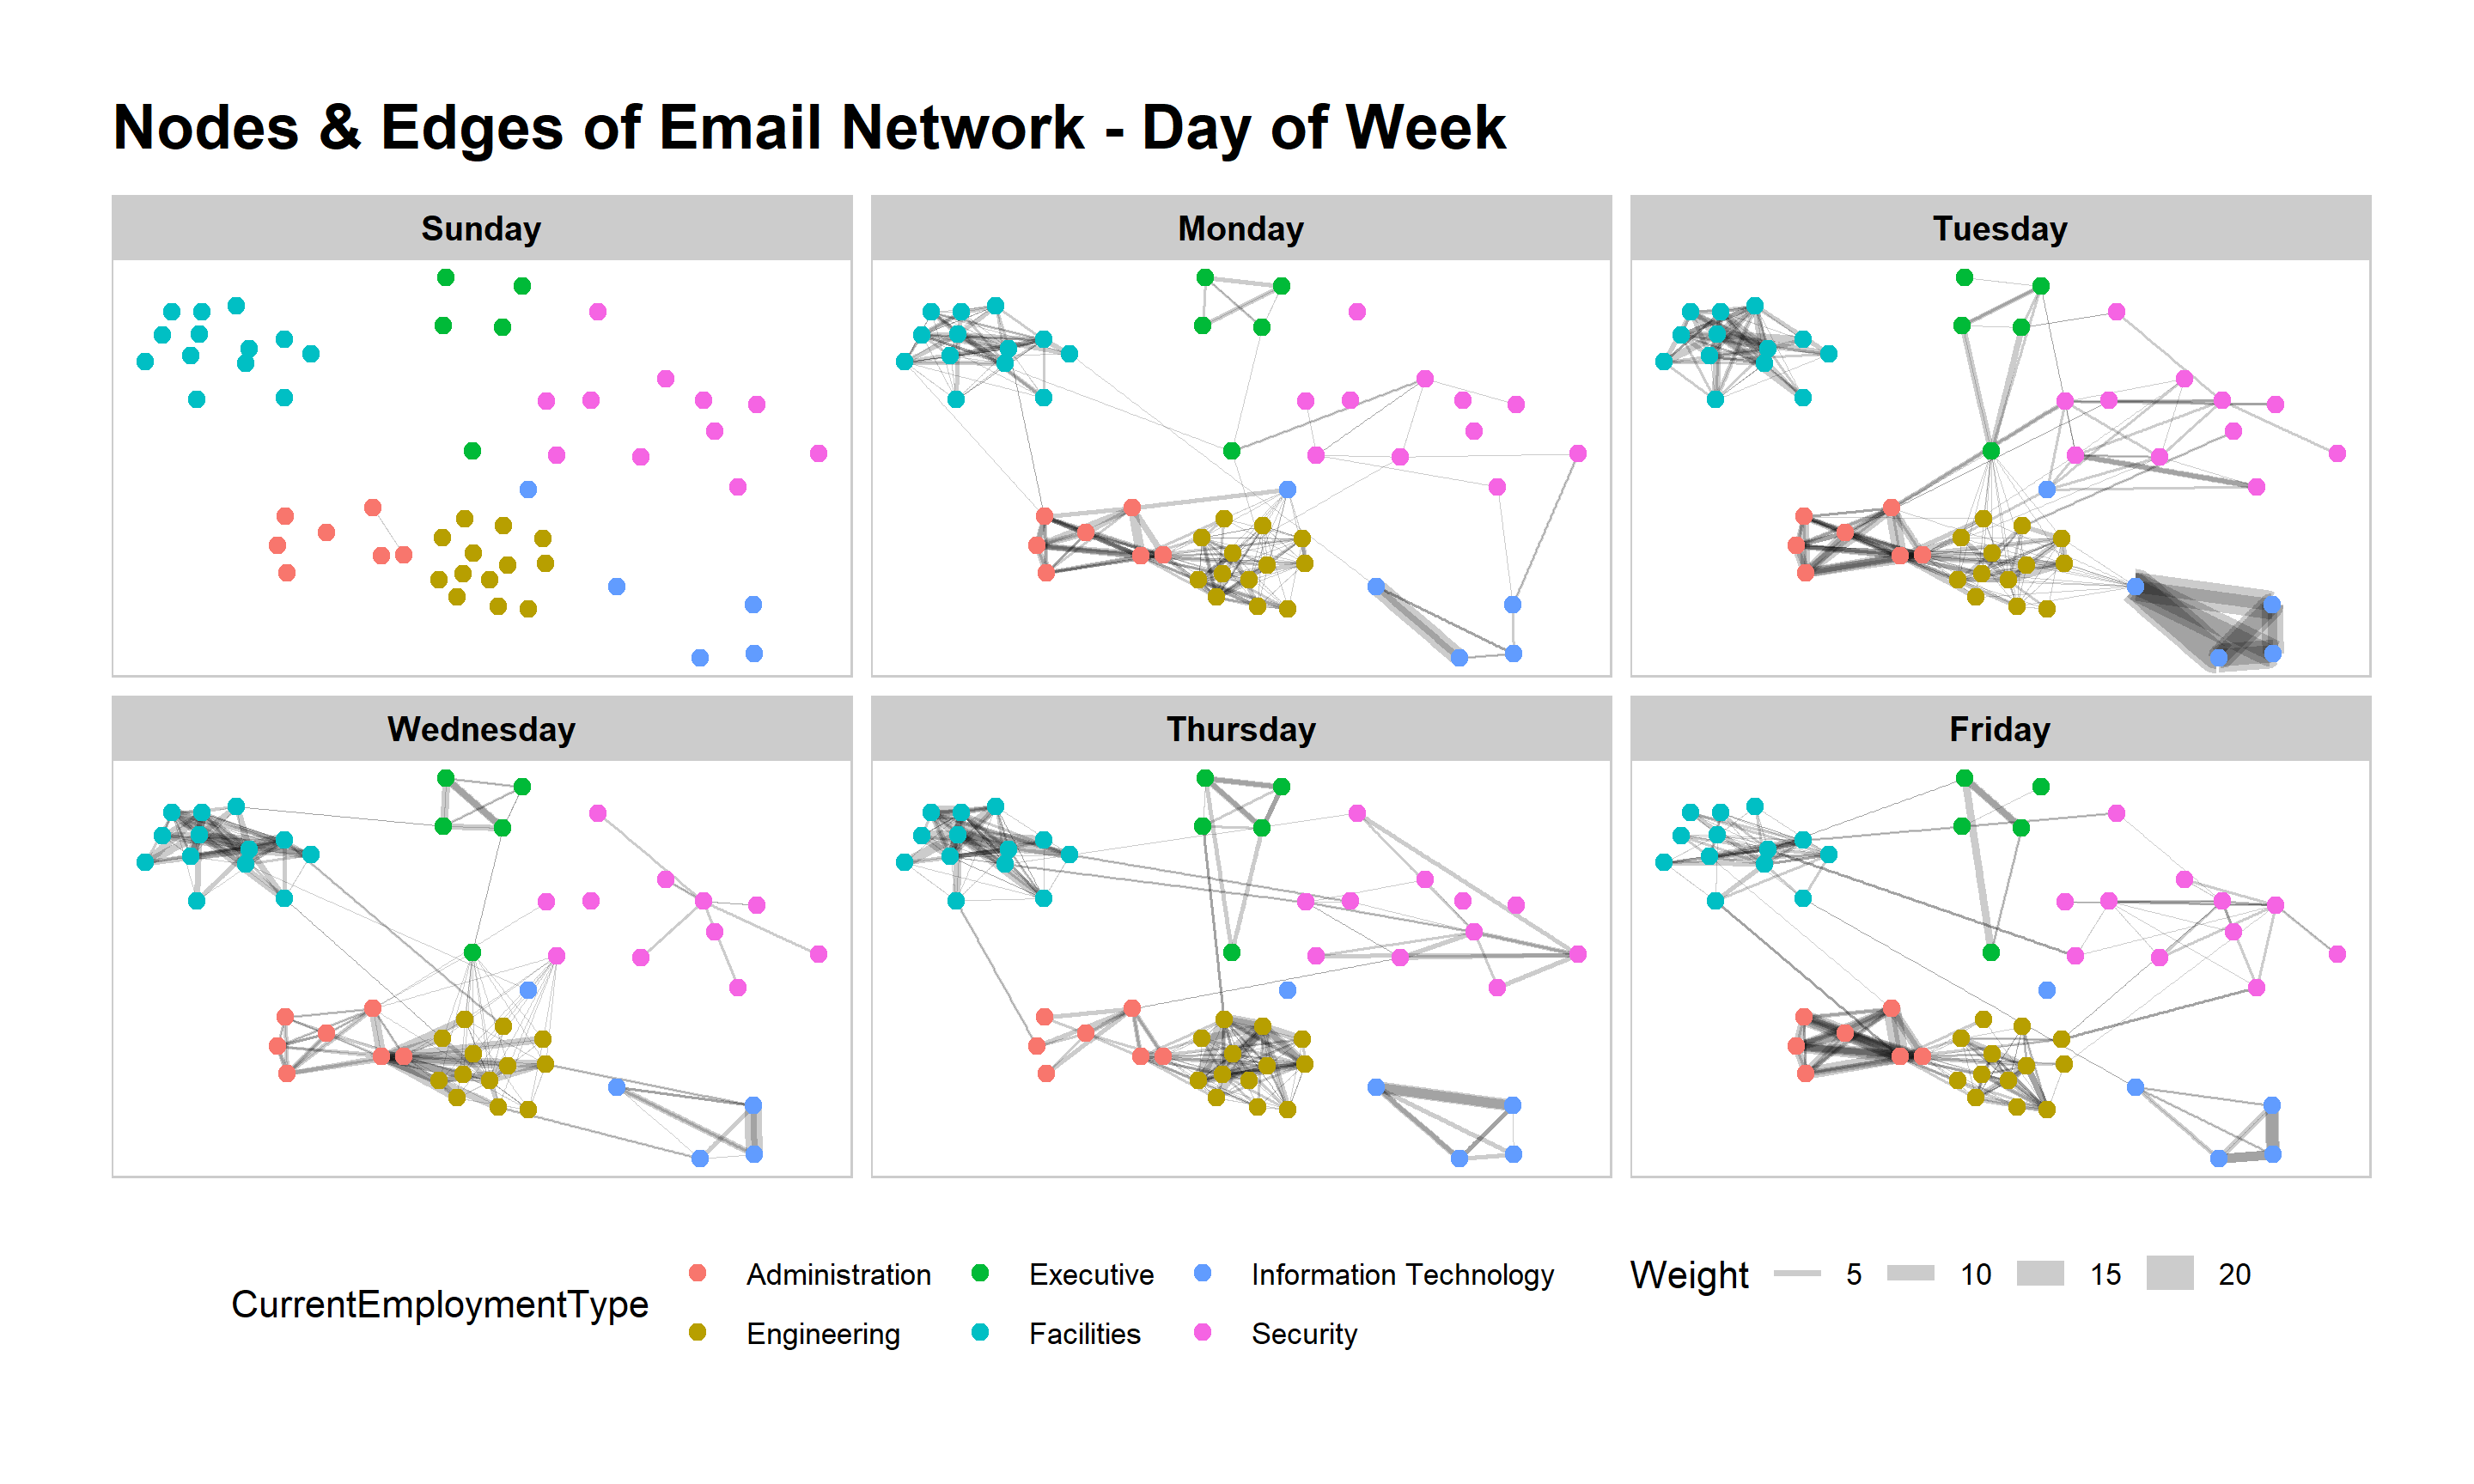 Nodes & Edges of Email Network - Day of Week
Sunday
Monday
Tuesday
Wednesday
Thursday
Friday
CurrentEmploymentType
Administration
Executive
Information Technology
Engineering
Facilities
Security
Weight
5
10
15
20